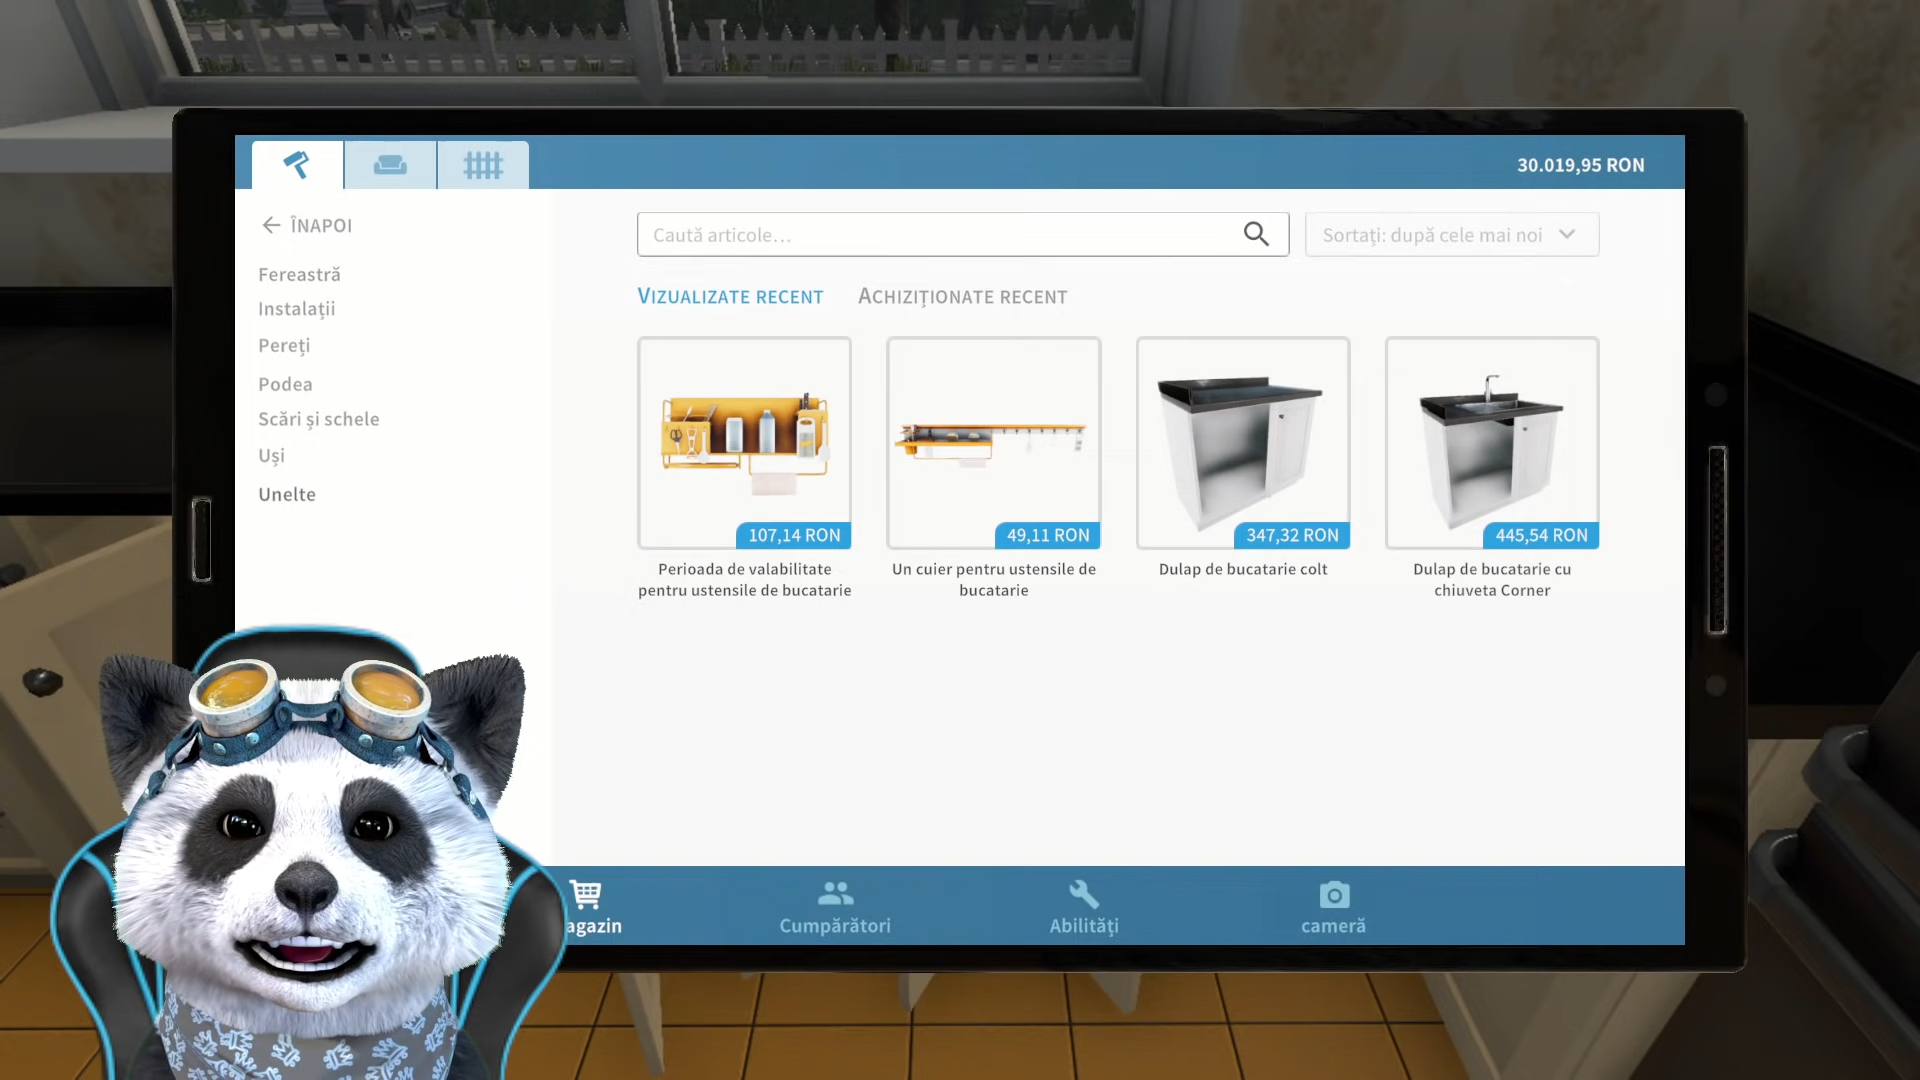 30.019,95 RON
ÎNAPOI
Caută articole...
Sortați: după cele mai noi
Fereastră
Instalații
Pereți
Podea
Scări și schele
Uși
Unelte
VIZUALIZATE RECENT
ACHIZIȚIONATE RECENT
107,14 RON
49,11 RON
347,32 RON
445,54 RON
Perioada de valabilitate
pentru ustensile de bucatarie
Un cuier pentru ustensile de
bucatarie
Dulap de bucatarie colt
Dulap de bucatarie cu
chiuveta Corner
agazin
Cumpărători
Abilități
cameră